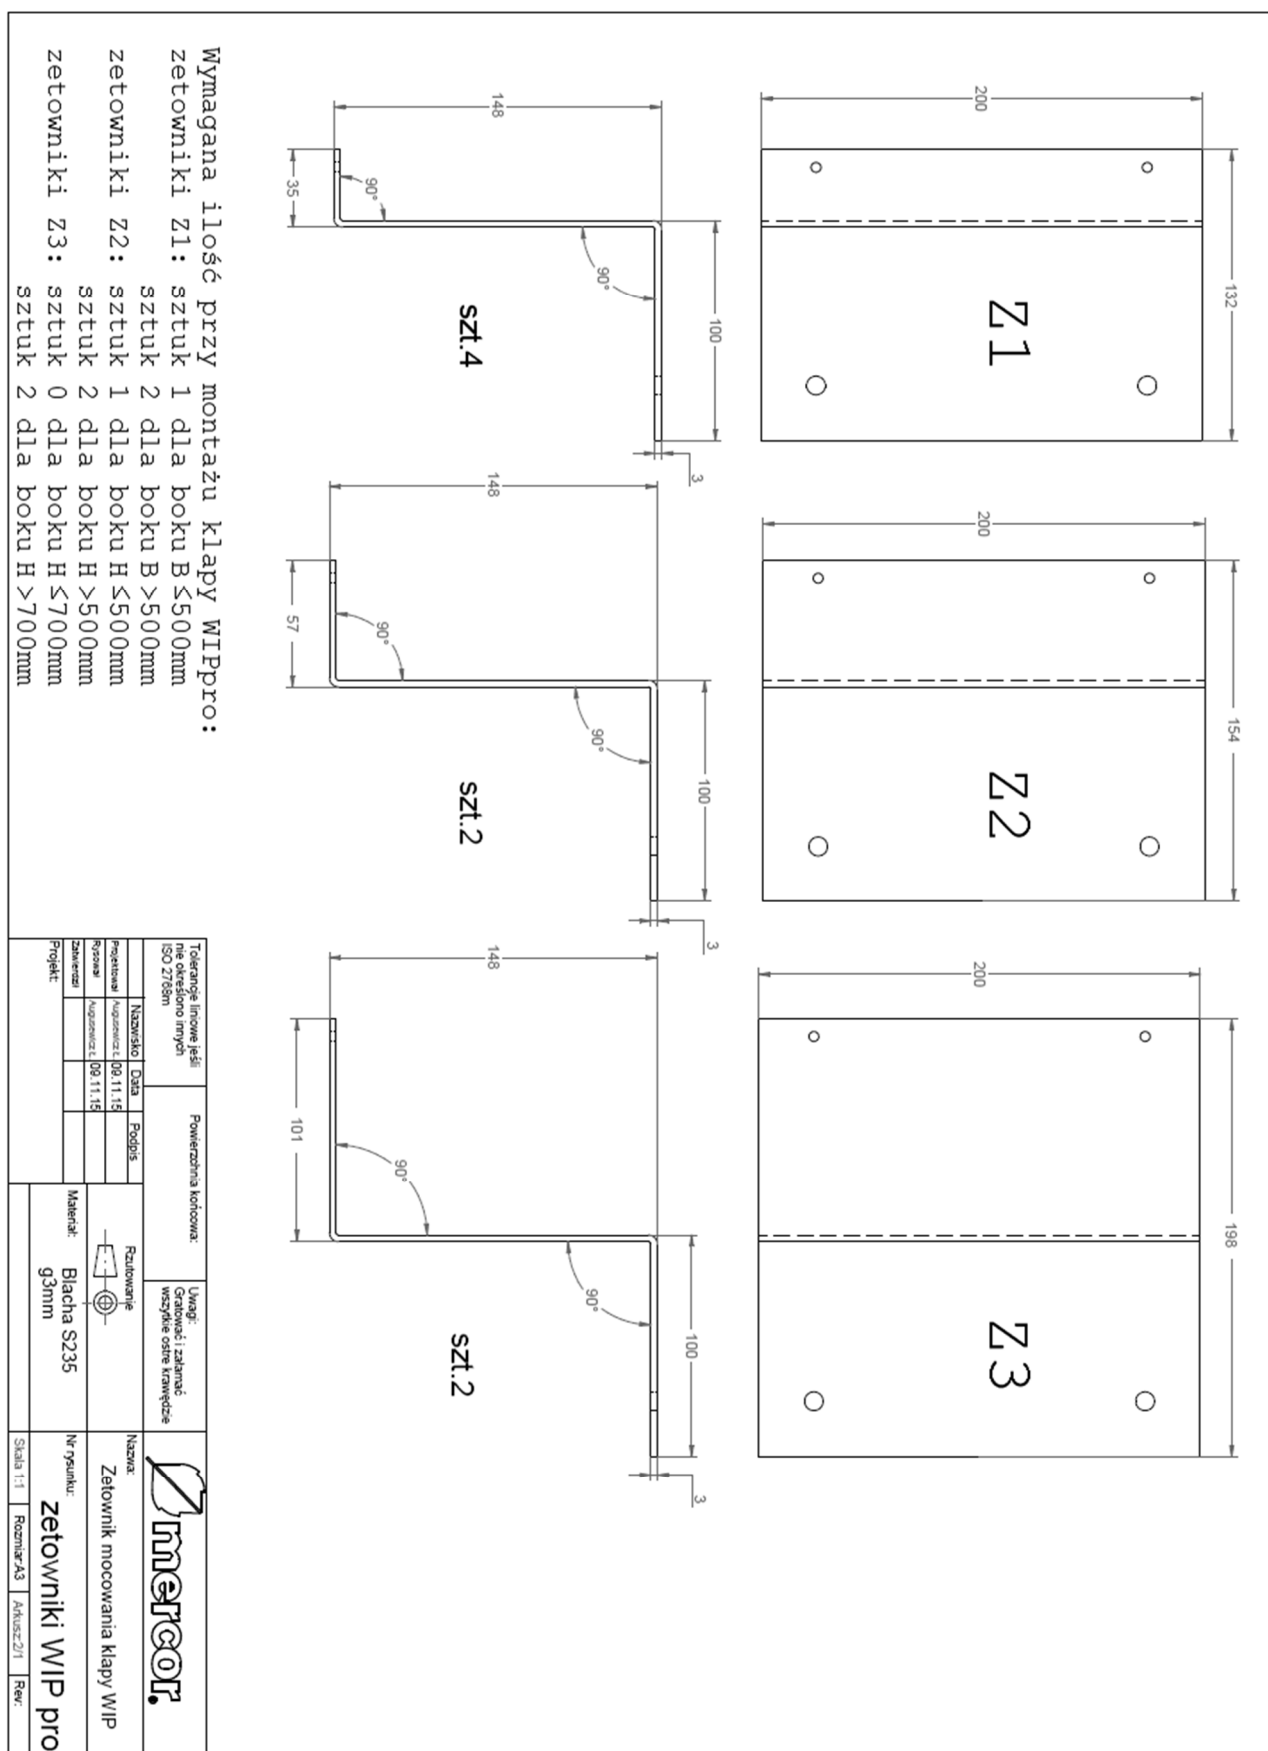 200
132
Z1
148
35
90°
90°
100
3
szt.4
200
154
Z2
148
57
90°
90°
100
3
szt.2
200
198
Z3
148
101
90°
90°
100
3
szt.2
Wymagana ilość przy montażu klapy WIPpro:
zetowniki Z1: sztuk 1 dla boku B ≤500mm
sztuk 2 dla boku B >500mm
zetowniki Z2: sztuk 1 dla boku H ≤500mm
sztuk 2 dla boku H >500mm
zetowniki Z3: sztuk 0 dla boku H ≤700mm
sztuk 2 dla boku H >700mm
Tolerancje liniowe jeśli
nie określono innych
ISO 2768m
Powierzchnia końcowa:
Uwagi:
Gratować i załamać
wszytkie ostre krawędzie
mercor.
Nazwisko Data Podpis
Projektował Augusewicz Ł. 09.11.15
Rysował Augusewicz Ł. 09.11.15
Zatwierdził
Projekt:
Rzutowanie
Materiał:
Blacha S235
g3mm
Nazwa:
Zetownik mocowania klapy WIP
Nr rysunku:
zetowniki WIP pro
Skala 1:1 Rozmiar:A3 Arkusz:2/1 Rev: